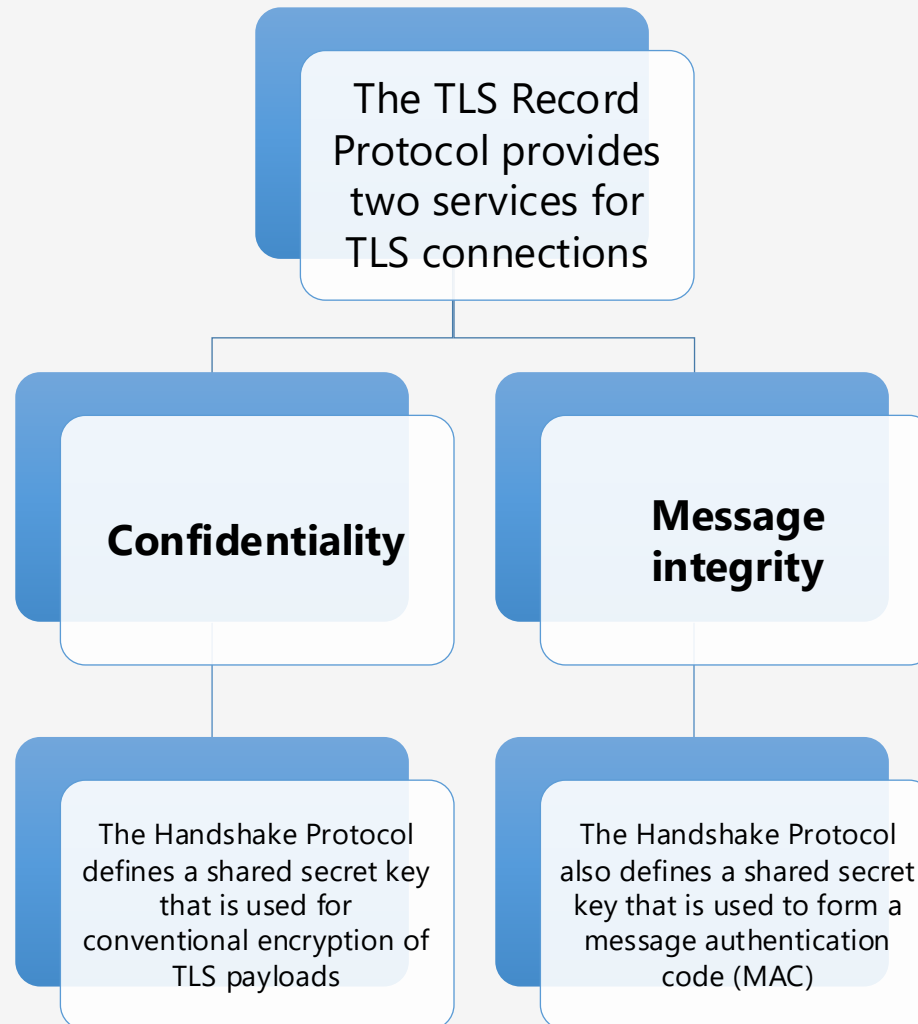 The TLS Record
Protocol provides
two services for
TLS connections
Confidentiality
Message
integrity
The Handshake Protocol
defines a shared secret key
that is used for
conventional encryption of
TLS payloads
The Handshake Protocol
also defines a shared secret
key that is used to form a
message authentication
code (MAC)